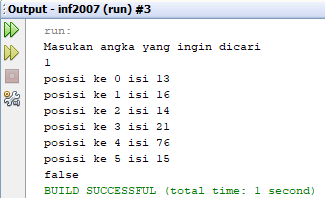 Output - inf2007 (run) #3
run:
Masukan angka yang ingin dicari
1
posisi ke 0 isi 13
posisi ke 1 isi 16
posisi ke 2 isi 14
posisi ke 3 isi 21
posisi ke 4 isi 76
posisi ke 5 isi 15
false
BUILD SUCCESSFUL (total time: 1 second)